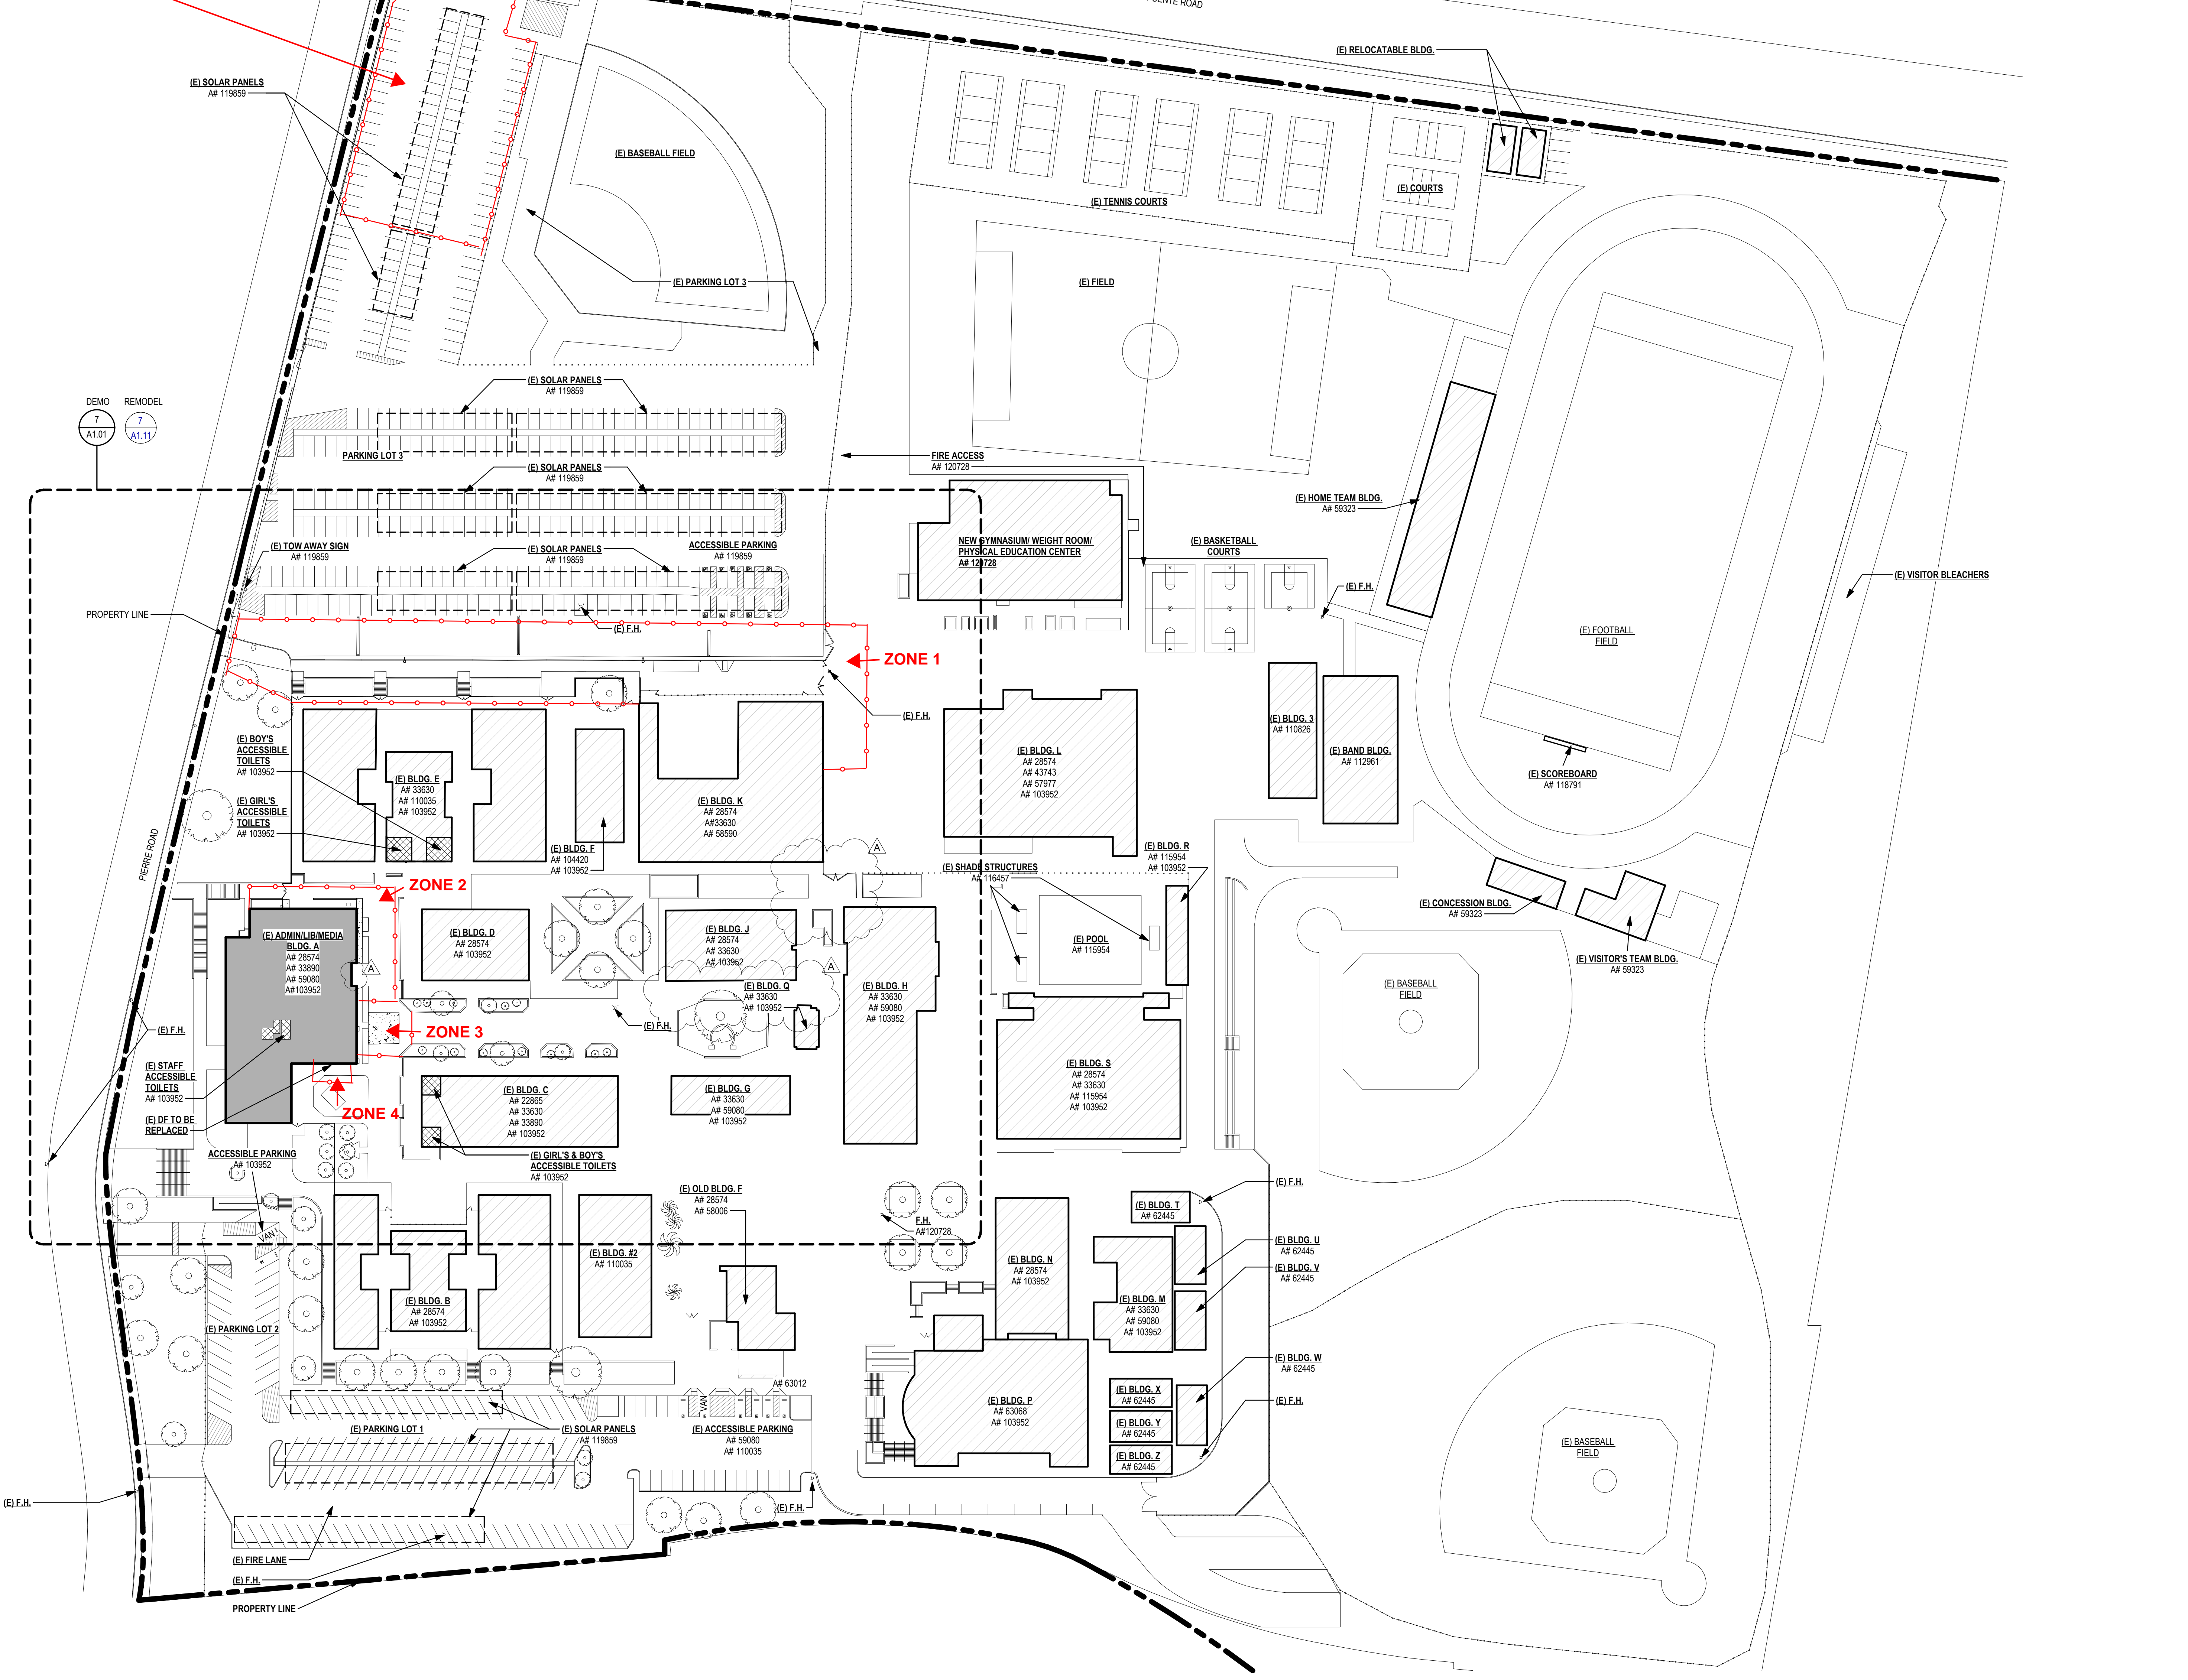 ENTE ROAD
(E) RELOCATABLE BLDG.
(E) SOLAR PANELS
A# 119859
(E) BASEBALL FIELD
(E) COURTS
(E) TENNIS COURTS
(E) PARKING LOT 3
(E) FIELD
(E) SOLAR PANELS
A# 119859
DEMO
REMODEL
7
A1.01
7
A1.11
PARKING LOT 3
(E) SOLAR PANELS
A# 119859
FIRE ACCESS
A# 120728
(E) HOME TEAM BLDG.
A# 59323
(E) TOW AWAY SIGN
A# 119859
(E) SOLAR PANELS
A# 119859
ACCESSIBLE PARKING
A# 119859
NEW GYMNASIUM/ WEIGHT ROOM/
PHYSICAL EDUCATION CENTER
A# 120728
(E) BASKETBALL
COURTS
(E) VISITOR BLEACHERS
(E) F.H.
PROPERTY LINE
(E) F.H.
(E) FOOTBALL
FIELD
ZONE 1
(E) F.H.
(E) BLDG. 3
A# 110826
(E) BAND BLDG.
A# 112961
(E) BOY'S
ACCESSIBLE
TOILETS
A# 103952
(E) BLDG. E
A# 33630
A# 110035
A# 103952
(E) BLDG. L
A# 28574
A# 43743
A# 57977
A# 103952
(E) SCOREBOARD
A# 118791
(E) GIRL'S
ACCESSIBLE
TOILETS
A# 103952
(E) BLDG. K
A# 28574
A#33630
A# 58590
PIERRE ROAD
(E) BLDG. F
A# 104420
A# 103952
A
(E) BLDG. R
A# 115954
A# 103952
(E) SHADE STRUCTURES
A# 116457
ZONE 2
(E) CONCESSION BLDG.
A# 59323
(E) ADMIN/LIB/MEDIA
BLDG. A
A# 28574
A# 33890
A# 59080
A#103952
A
(E) BLDG. D
A# 28574
A# 103952
(E) BLDG. J
A# 28574
A# 33630
A# 103952
A
(E) POOL
A# 115954
(E) VISITOR'S TEAM BLDG.
A# 59323
(E) BLDG. Q
A# 33630
A# 103952
(E) BLDG. H
A# 33630
A# 59080
A# 103952
(E) BASEBALL
FIELD
(E) F.H.
ZONE 3
(E) F.H.
(E) STAFF
ACCESSIBLE
TOILETS
A# 103952
(E) BLDG. S
A# 28574
A# 33630
A# 115954
A# 103952
(E) BLDG. C
A# 22865
A# 33630
A# 33890
A# 103952
(E) BLDG. G
A# 33630
A# 59080
A# 103952
ZONE 4
(E) DF TO BE
REPLACED
ACCESSIBLE PARKING
A# 103952
(E) GIRL'S & BOY'S
ACCESSIBLE TOILETS
A# 103952
(E) OLD BLDG. F
A# 28574
A# 58006
(E) BLDG. T
A# 62445
(E) F.H.
F.H.
A#120728
VAN
(E) BLDG. #2
A# 110035
(E) BLDG. N
A# 28574
A# 103952
(E) BLDG. U
A# 62445
(E) BLDG. V
A# 62445
(E) BLDG. B
A# 28574
A# 103952
(E) BLDG. M
A# 33630
A# 59080
A# 103952
(E) PARKING LOT 2
(E) BLDG. W
A# 62445
A# 63012
VAN
(E) BLDG. X
A# 62445
(E) BLDG. P
A# 63068
A# 103952
(E) F.H.
(E) BLDG. Y
A# 62445
(E) PARKING LOT 1
(E) SOLAR PANELS
A# 119859
(E) ACCESSIBLE PARKING
A# 59080
A# 110035
(E) BLDG. Z
A# 62445
(E) BASEBALL
FIELD
(E) F.H.
(E) F.H.
(E) FIRE LANE
(E) F.H.
PROPERTY LINE